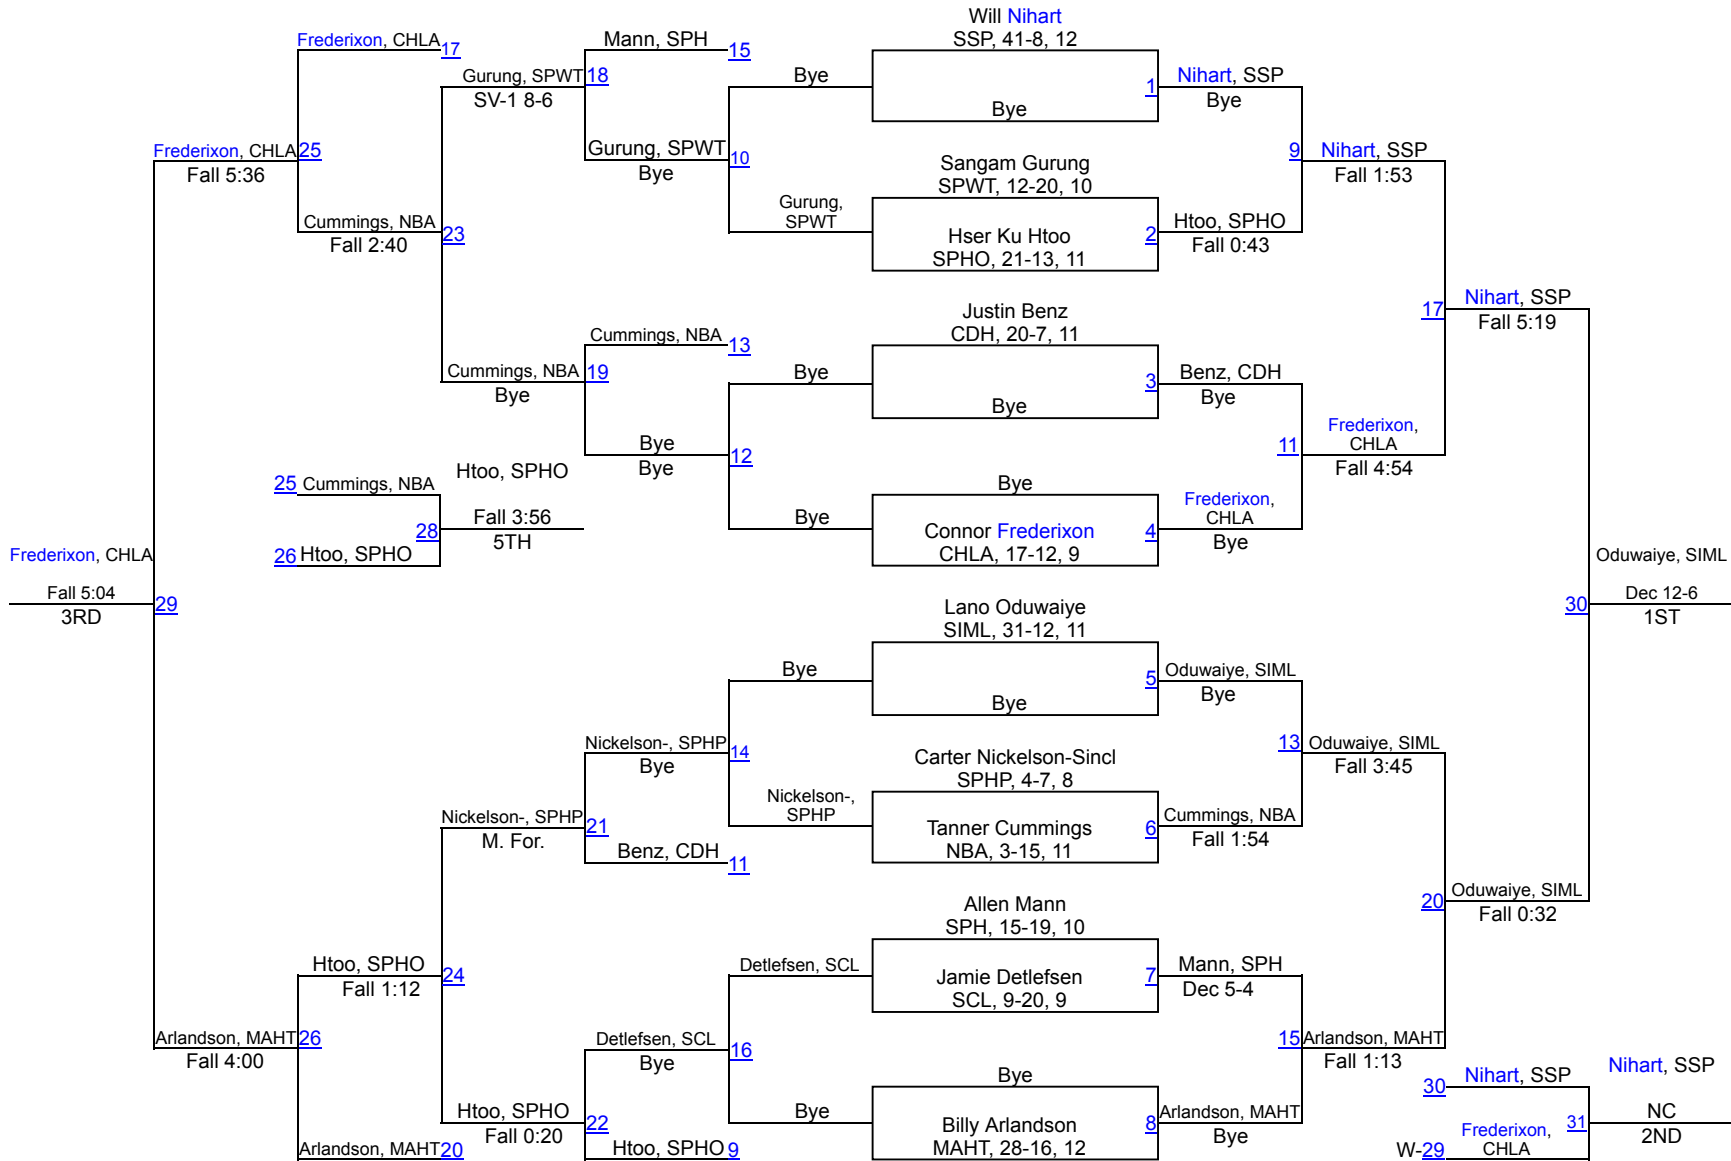 Will Nihart
SSP, 41-8, 12
Frederixon, CHLA
17
Mann, SPH
15
Gurung, SPWT
18
SV-1 8-6
Bye
1
Nihart, SSP
Bye
Bye
Frederixon, CHLA
25
Fall 5:36
Gurung, SPWT
10
Bye
9
Nihart, SSP
Fall 1:53
Sangam Gurung
SPWT, 12-20, 10
Gurung,
SPWT
Cummings, NBA
23
Fall 2:40
Hser Ku Htoo
SPHO, 21-13, 11
2
Htoo, SPHO
Fall 0:43
Justin Benz
CDH, 20-7, 11
17
Nihart, SSP
Fall 5:19
Cummings, NBA
13
Cummings, NBA
19
Bye
Bye
3
Benz, CDH
Bye
Bye
Bye
12
Bye
11
Frederixon,
CHLA
Fall 4:54
Htoo, SPHO
25
Cummings, NBA
28
Fall 3:56
5TH
26
Htoo, SPHO
Bye
Bye
Connor Frederixon
CHLA, 17-12, 9
4
Frederixon,
CHLA
Bye
Frederixon, CHLA
Fall 5:04
29
3RD
Oduwaiye, SIML
30
Dec 12-6
1ST
Lano Oduwaiye
SIML, 31-12, 11
Bye
5
Oduwaiye, SIML
Bye
Bye
Nickelson-, SPHP
14
Bye
13
Oduwaiye, SIML
Fall 3:45
Carter Nickelson-Sincl
SPHP, 4-7, 8
Nickelson-,
SPHP
Nickelson-, SPHP
21
M. For.
Tanner Cummings
NBA, 3-15, 11
6
Cummings, NBA
Fall 1:54
Benz, CDH
11
Allen Mann
SPH, 15-19, 10
20
Oduwaiye, SIML
Fall 0:32
Htoo, SPHO
24
Fall 1:12
Detlefsen, SCL
Jamie Detlefsen
SCL, 9-20, 9
7
Mann, SPH
Dec 5-4
Arlandson, MAHT
26
Fall 4:00
Detlefsen, SCL
16
Bye
15
Arlandson, MAHT
Fall 1:13
Bye
30
Nihart, SSP
Nihart, SSP
Htoo, SPHO
22
Fall 0:20
Bye
Billy Arlandson
MAHT, 28-16, 12
8
Arlandson, MAHT
Bye
31
NC
2ND
Arlandson, MAHT
20
Htoo, SPHO
9
W-29
Frederixon,
CHLA